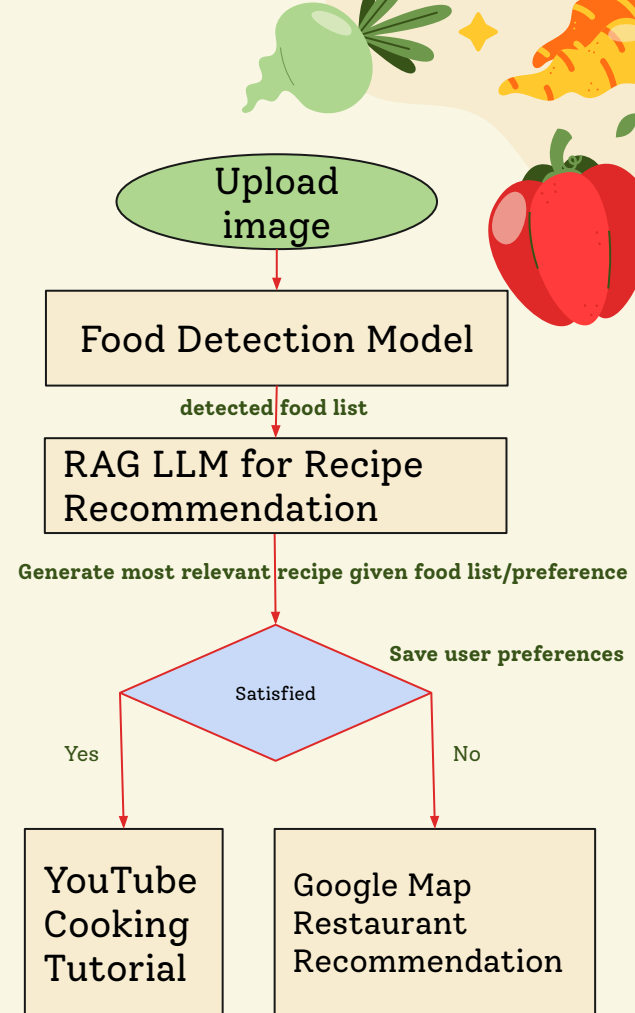 Upload
image
Food Detection Model
detected food list
RAG LLM for Recipe
Recommendation
Generate most relevant recipe given food list/preference
Save user preferences
Satisfied
Yes
No
YouTube
Cooking
Tutorial
Google Map
Restaurant
Recommendation